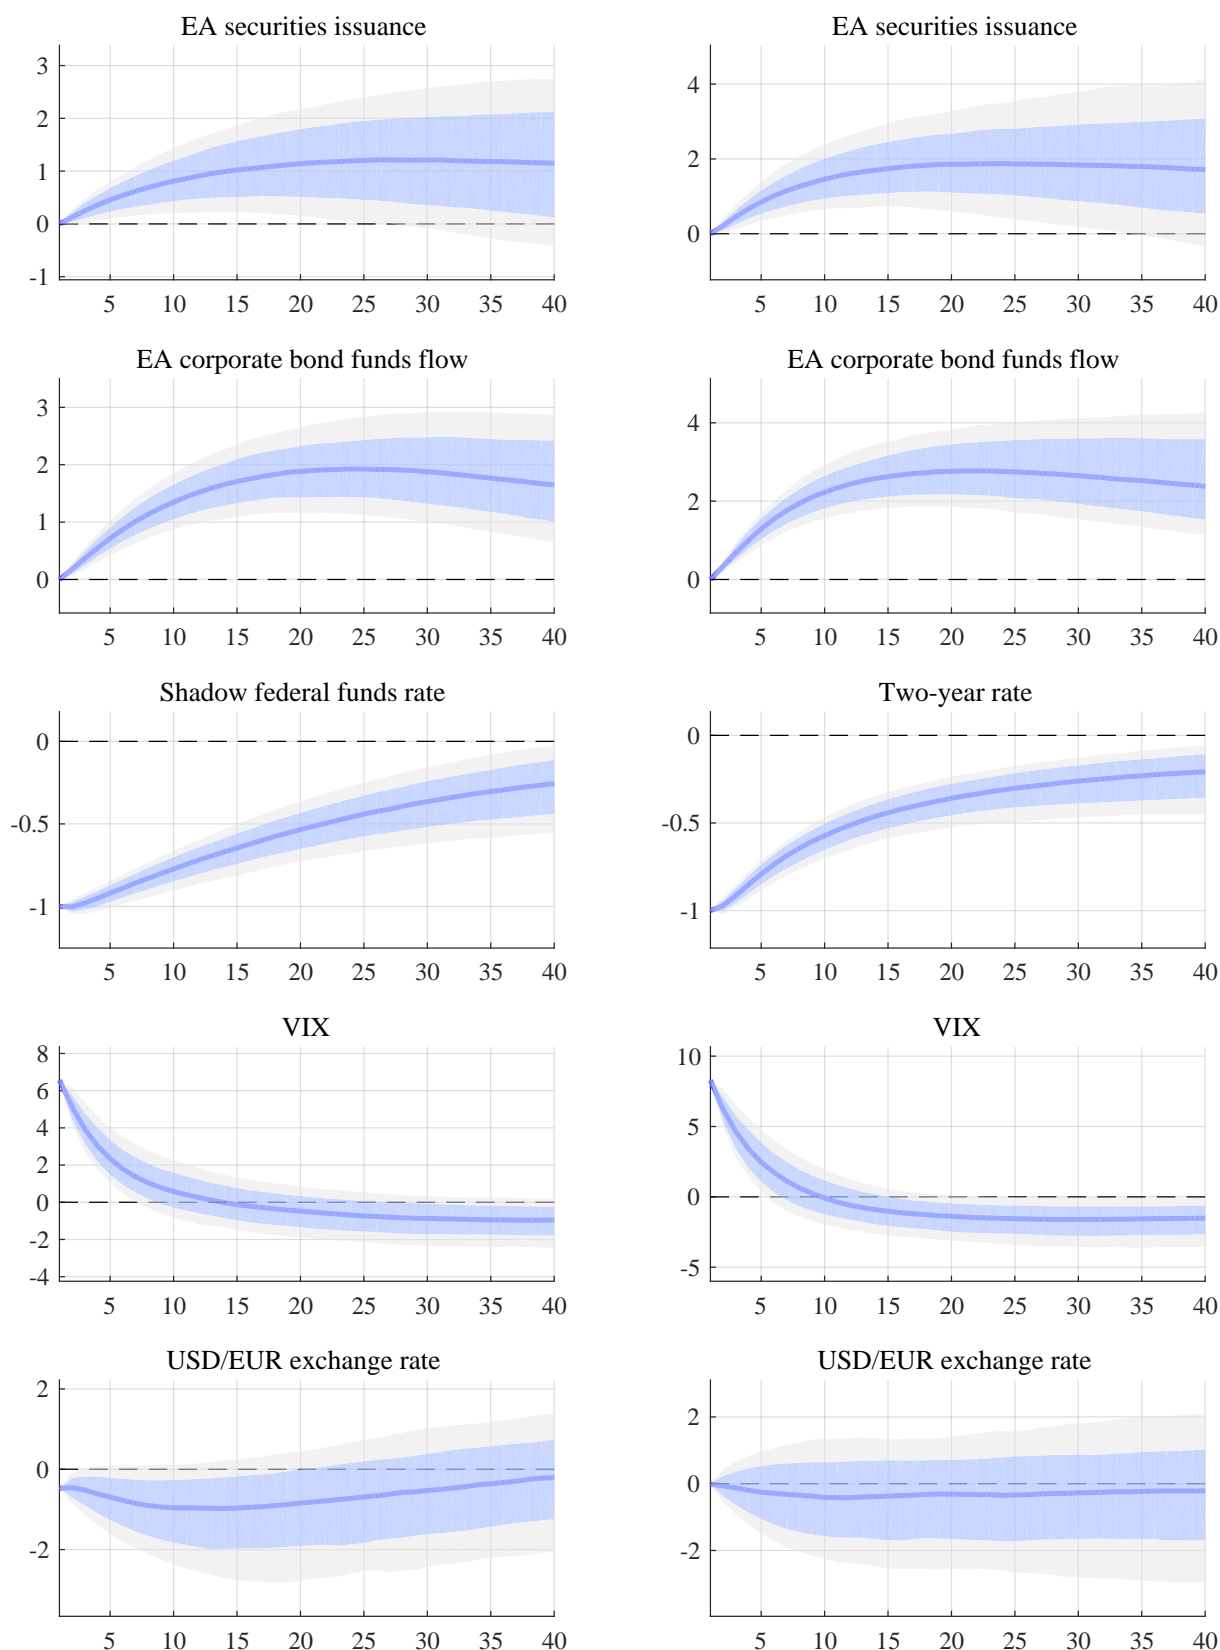 EA securities issuance
3
2
1
0
-1
5 10 15 20 25 30 35 40
EA securities issuance
4
2
0
5 10 15 20 25 30 35 40
EA corporate bond funds flow
3
2
1
0
5 10 15 20 25 30 35 40
EA corporate bond funds flow
4
2
0
5 10 15 20 25 30 35 40
Shadow federal funds rate
0
-0.5
-1
5 10 15 20 25 30 35 40
Two-year rate
0
-0.5
-1
5 10 15 20 25 30 35 40
VIX
8
6
4
2
0
-2
-4
5 10 15 20 25 30 35 40
VIX
10
5
0
-5
5 10 15 20 25 30 35 40
USD/EUR exchange rate
2
0
-2
5 10 15 20 25 30 35 40
USD/EUR exchange rate
2
0
-2
5 10 15 20 25 30 35 40